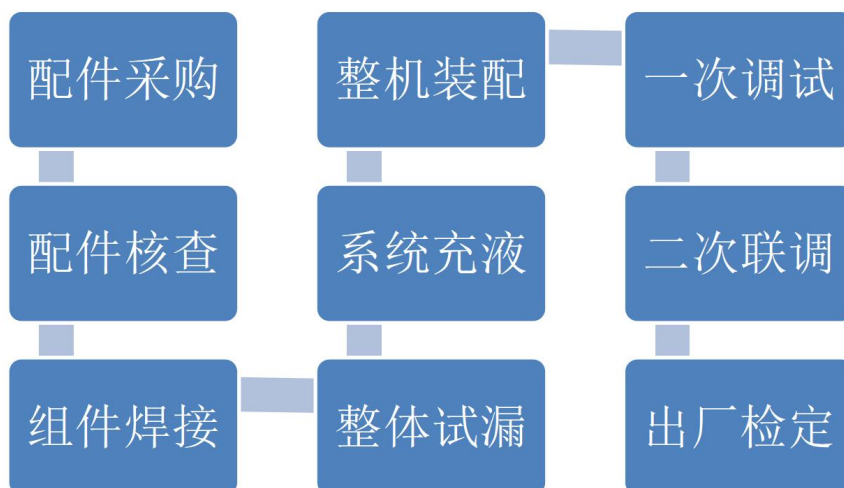 配件采购
配件核查
组件焊接
整体试漏
系统充液
整机装配
一次调试
二次联调
出厂检定